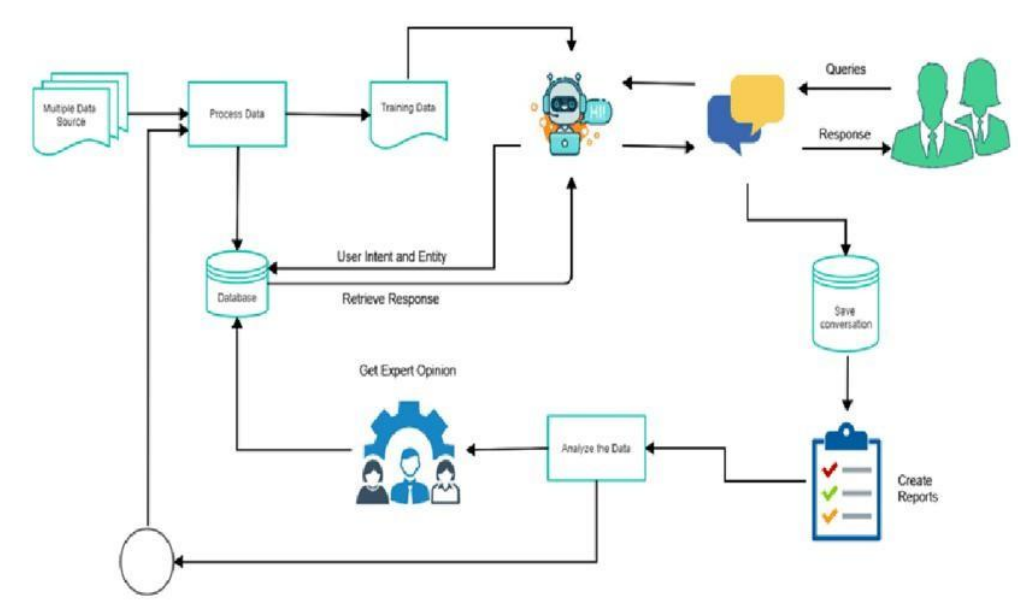 Queries
Multiple Data
Source
Process Data
Training Data
HI!
Response
User Intent and Entity
Database
Retrieve Response
Save
conversation
Get Expert Opinion
Analyze the Data
Create
Reports